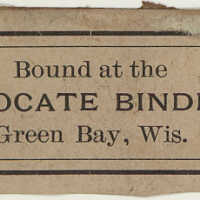 Bound at the
OCATE BIND
Green Bay, Wis.